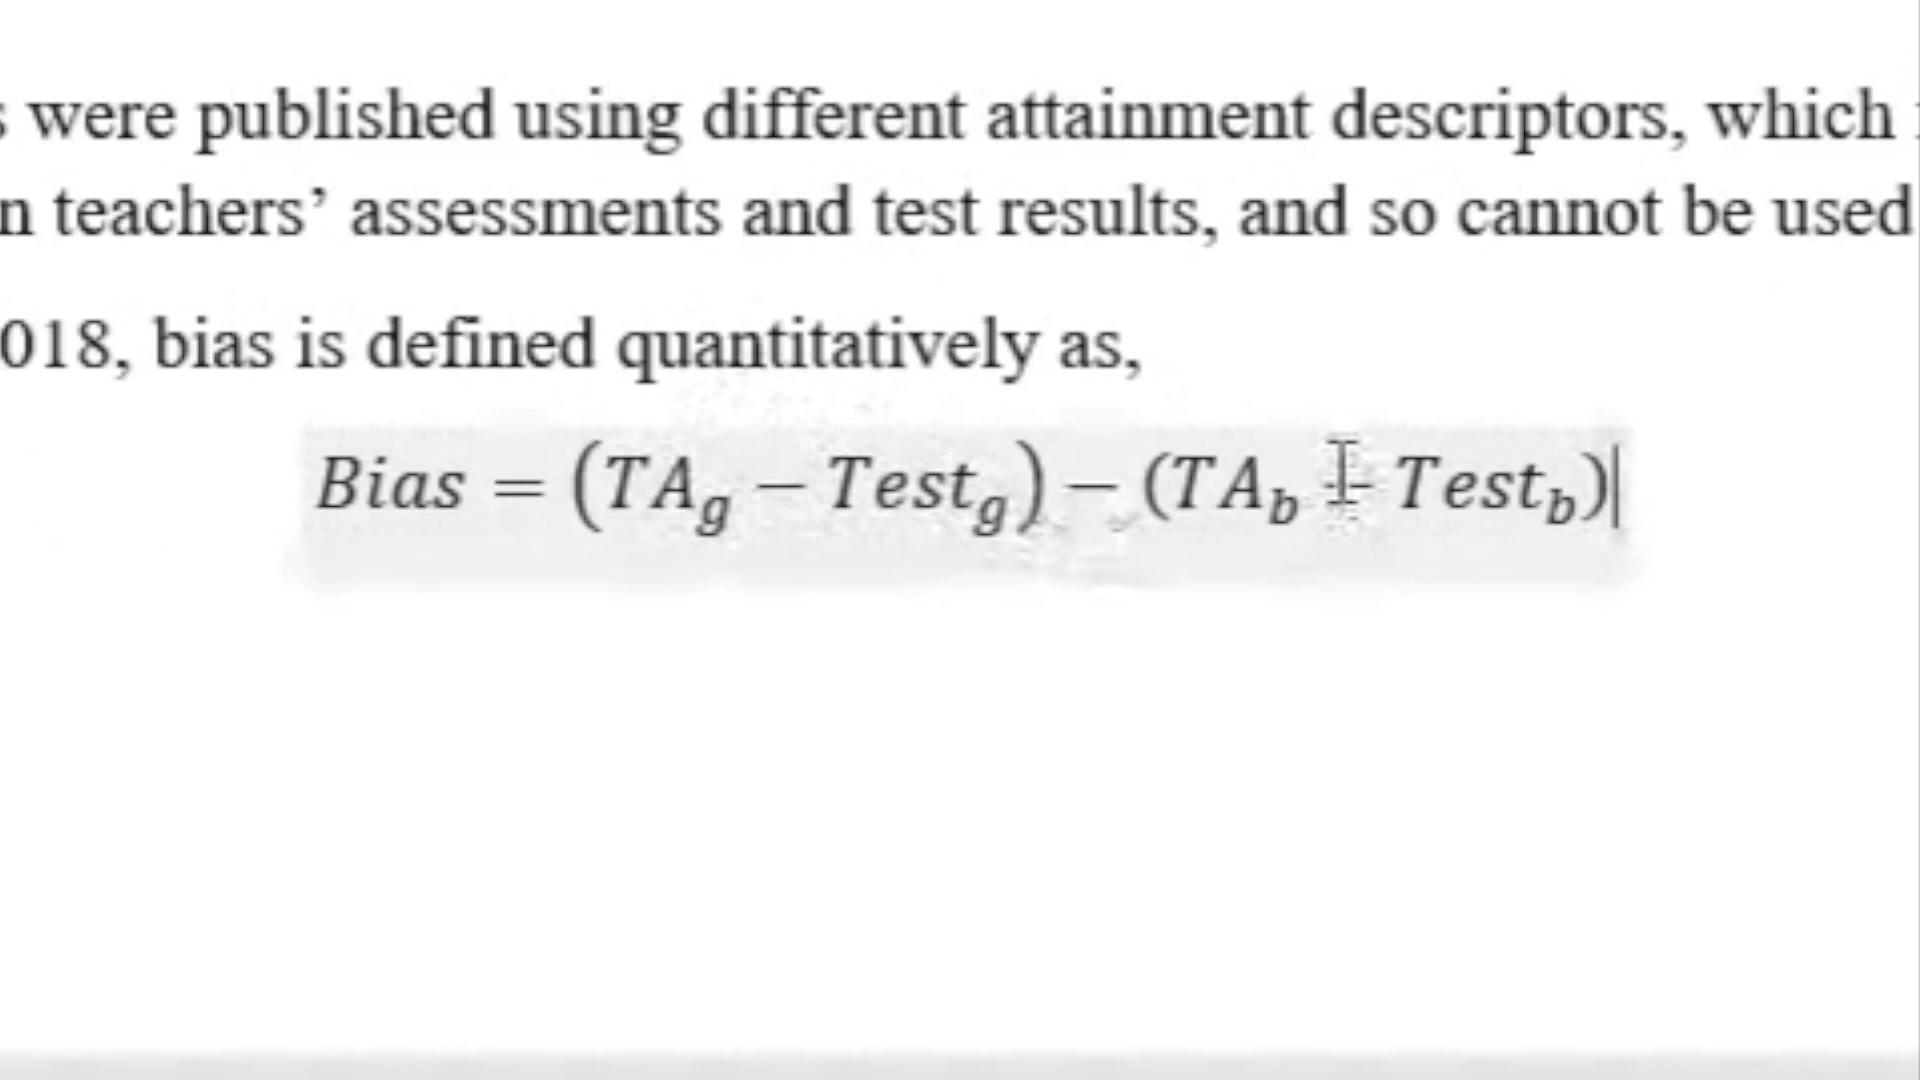 were published using different attainment descriptors, which
teachers’ assessments and test results, and so cannot be used
018, bias is defined quantitatively as,
Bias = (TA_g − Test_g) − (TA_b − Test_b)